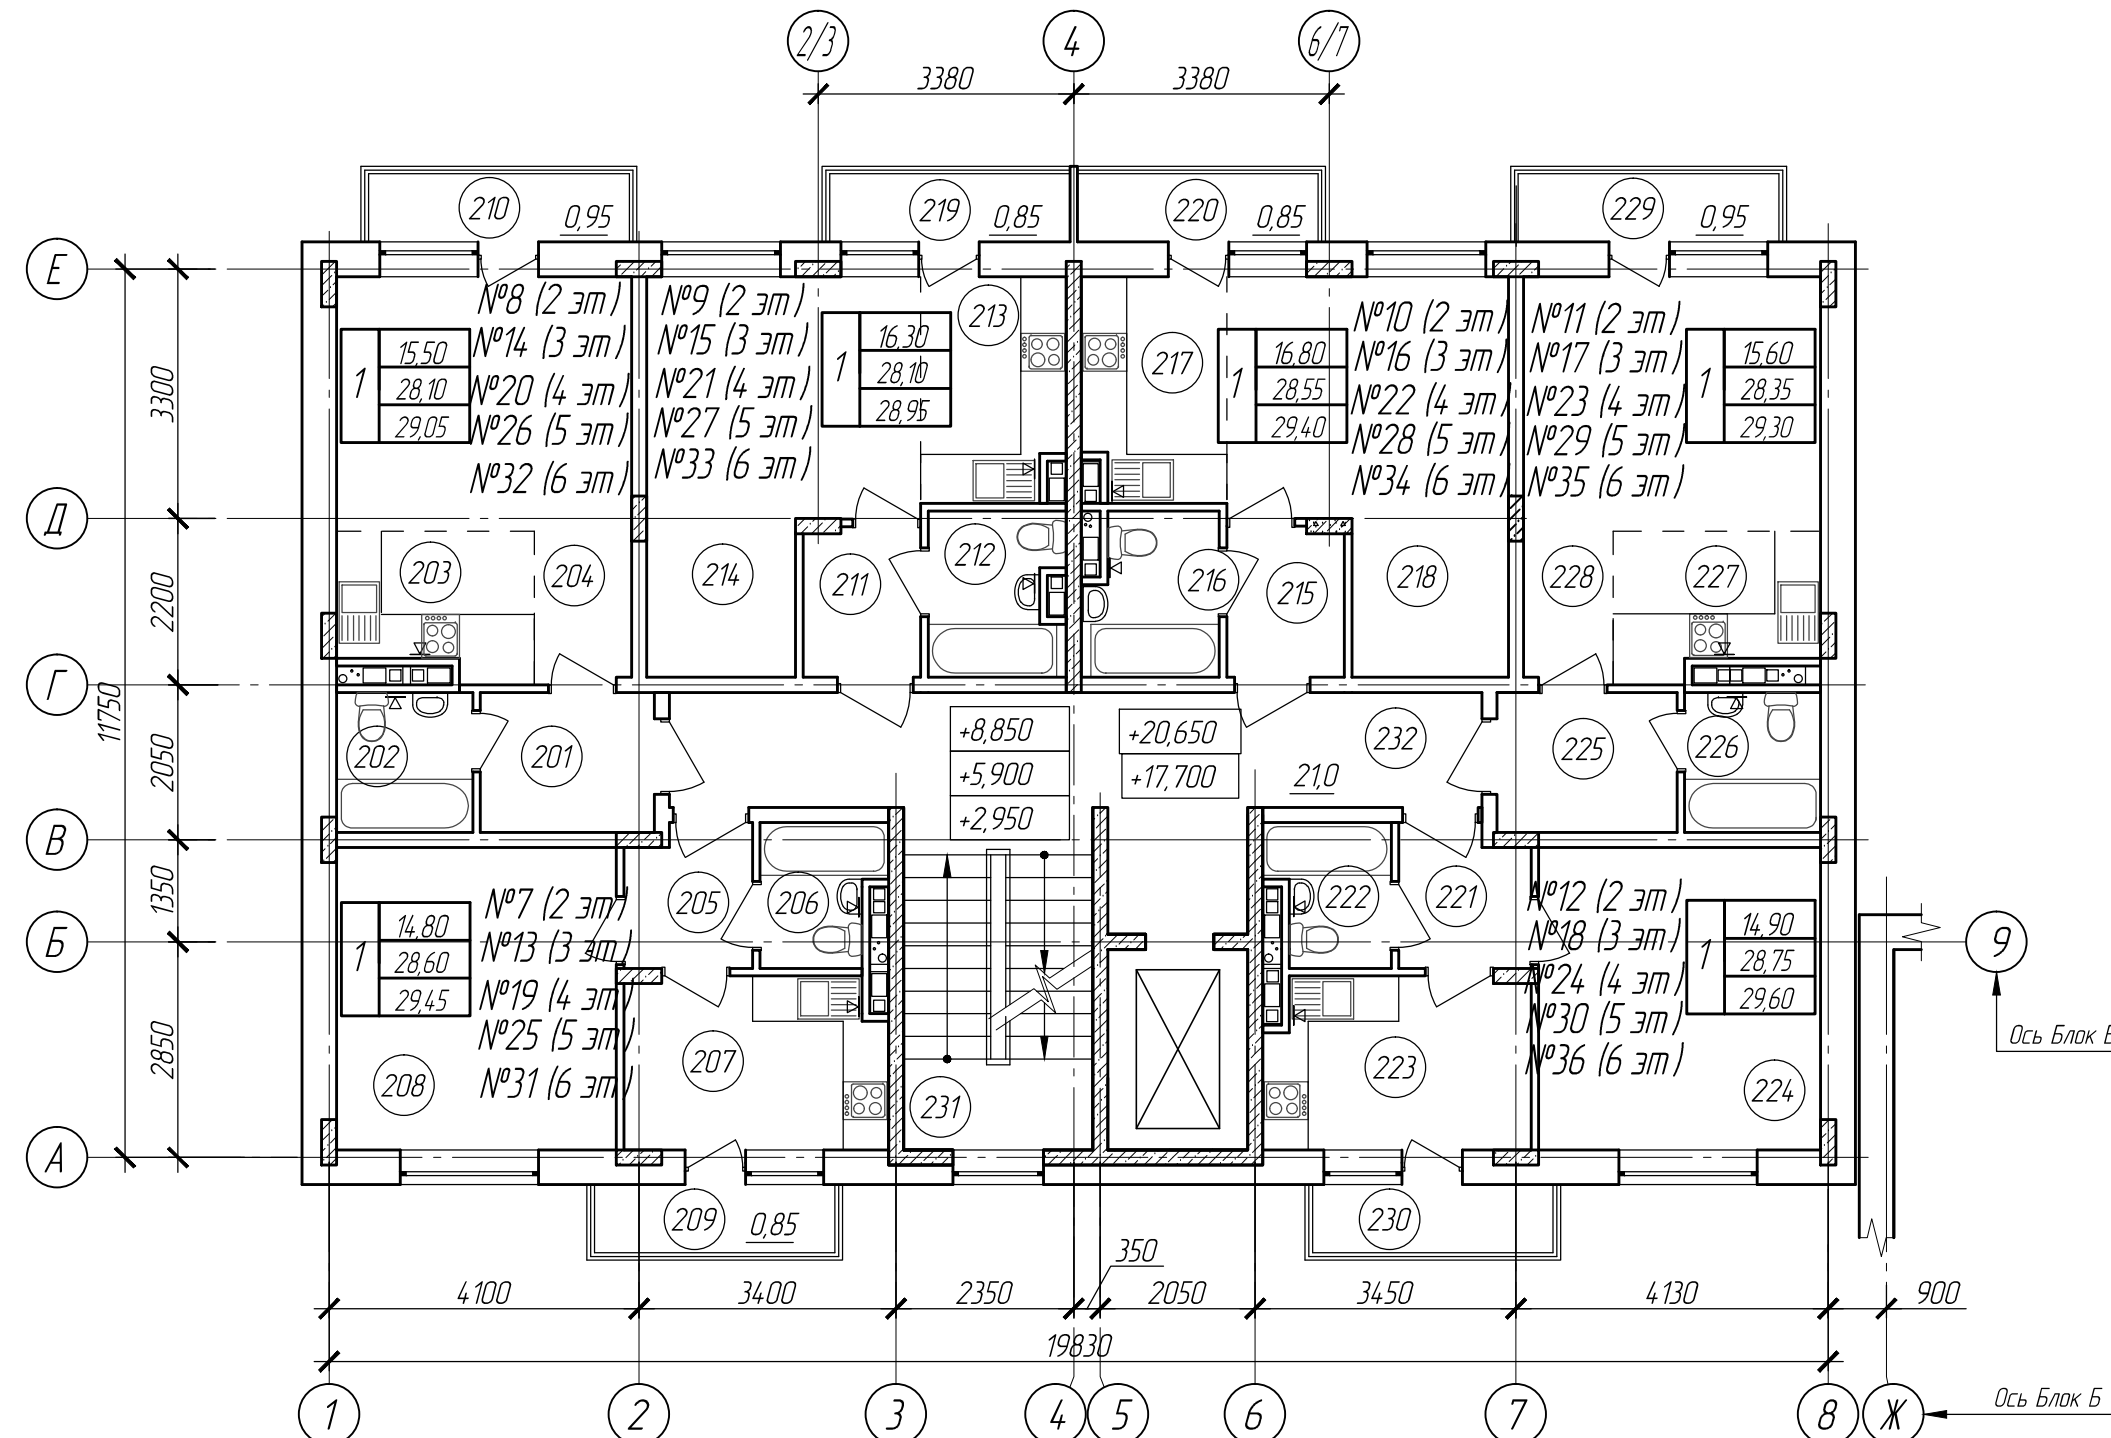 2/3
4
6/7
3380
3380
210
0,95
219
0,85
220
0,85
229
0,95
Е
№8 (2 эт)
№14 (3 эт)
№20 (4 эт)
№26 (5 эт)
№32 (6 эт)
1
15,50
28,10
29,05
№9 (2 эт)
№15 (3 эт)
№21 (4 эт)
№27 (5 эт)
№33 (6 эт)
1
16,30
28,10
28,95
213
217
1
16,80
28,55
29,40
№10 (2 эт)
№16 (3 эт)
№22 (4 эт)
№28 (5 эт)
№34 (6 эт)
№11 (2 эт)
№17 (3 эт)
№23 (4 эт)
№29 (5 эт)
№35 (6 эт)
1
15,60
28,35
29,30
3300
Д
203
204
214
211
212
216
215
218
228
227
2200
Г
11750
2050
202
201
+8,850
+5,900
+2,950
+20,650
+17,700
21,0
232
225
226
В
1350
Б
1
14,80
28,60
29,45
№7 (2 эт)
№13 (3 эт)
№19 (4 эт)
№25 (5 эт)
№31 (6 эт)
205
206
222
221
№12 (2 эт)
№18 (3 эт)
№24 (4 эт)
№30 (5 эт)
№36 (6 эт)
1
14,90
28,75
29,60
9
Ось Блок
2850
208
207
231
223
224
А
209
0,85
230
350
4100
3400
2350
2050
3450
4130
900
19830
1
2
3
4
5
6
7
8
Ж
Ось Блок Б